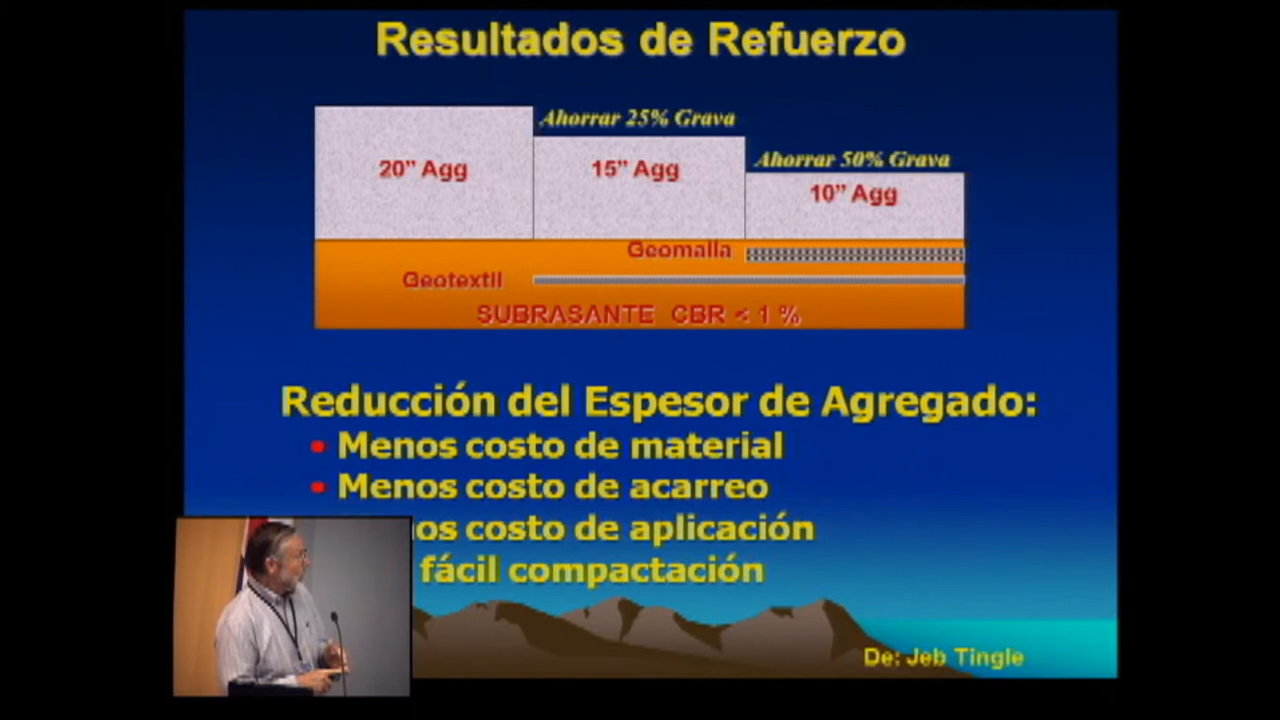 Resultados de Refuerzo
Ahorrar 25% Grava
Ahorrar 50% Grava
20” Agg
15” Agg
10” Agg
Geomalla
Geotextil
SUBRASANTE CBR < 1 %
Reducción del Espesor de Agregado:
• Menos costo de material
• Menos costo de acarreo
nos costo de aplicación
fácil compactación
De: Jeb Tingle